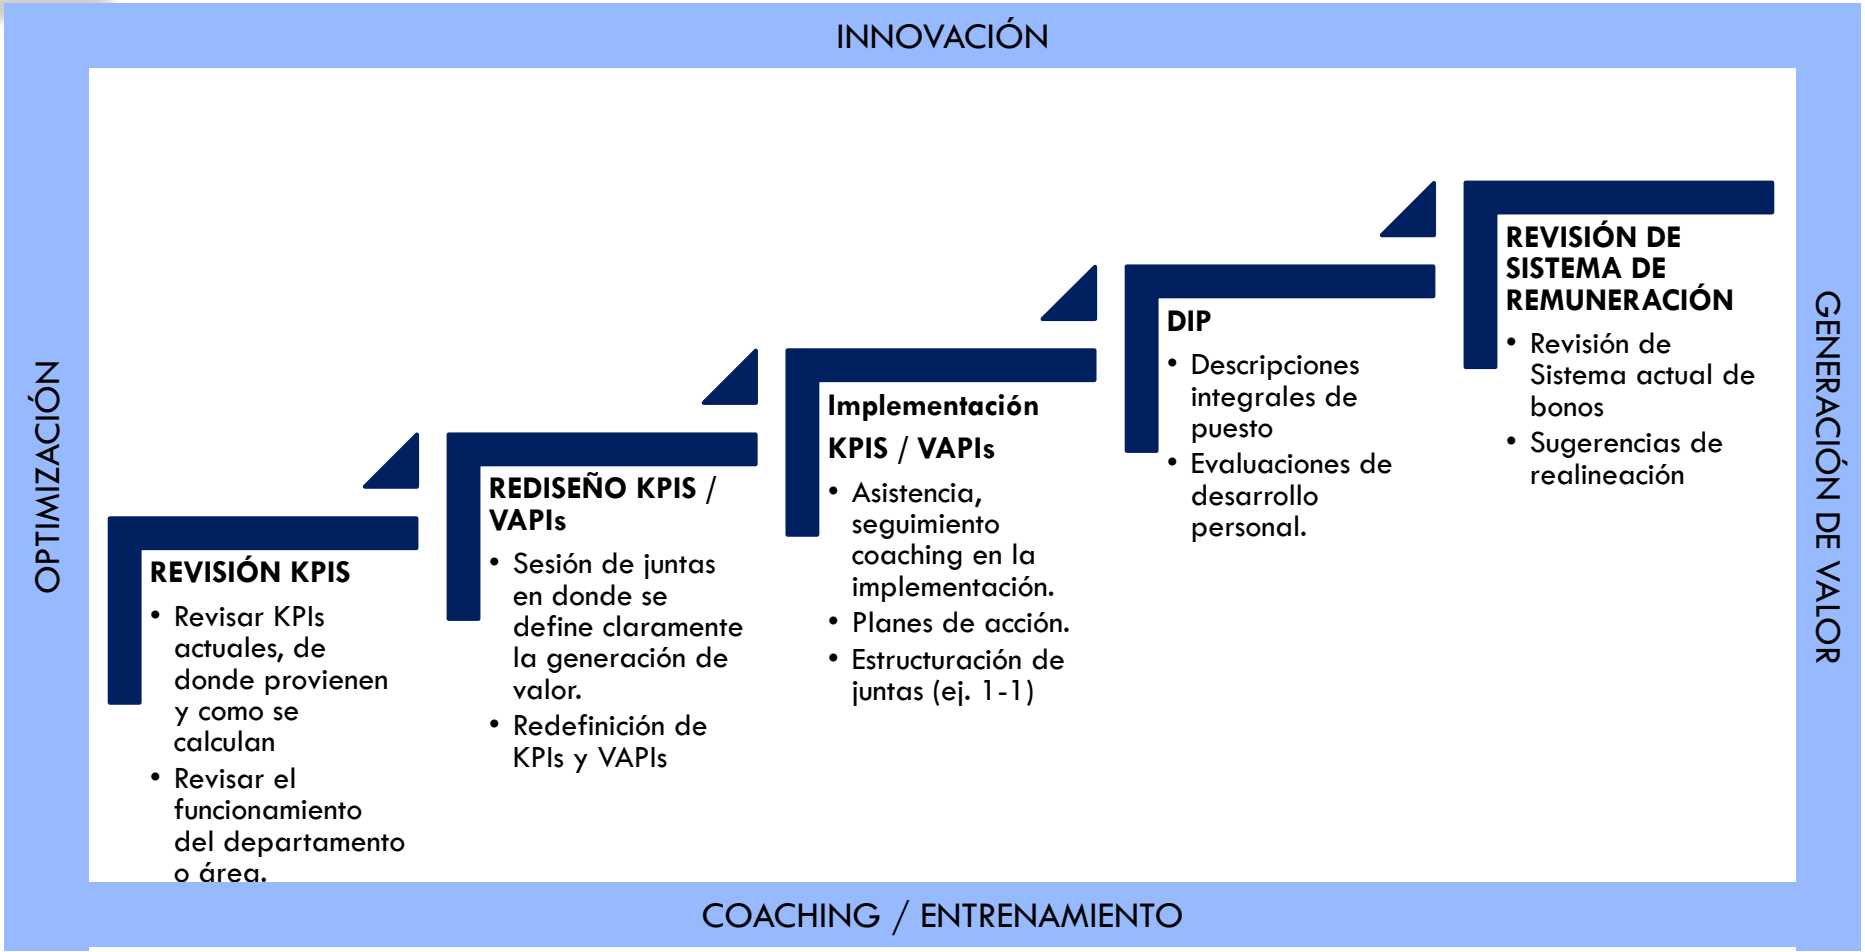 INNOVACIÓN
OPTIMIZACIÓN
REVISIÓN KPIS
• Revisar KPIs
actuales, de
donde provienen
y como se
calculan
• Revisar el
funcionamiento
del departamento
o área.
REDISEÑO KPIS /
VAPIs
• Sesión de juntas
en donde se
define claramente
la generación de
valor.
• Redefinición de
KPIs y VAPIs
Implementación
KPIS / VAPIs
• Asistencia,
seguimiento
coaching en la
implementación.
• Planes de acción.
• Estructuración de
juntas (ej. 1-1)
DIP
• Descripciones
integrales de
puesto
• Evaluaciones de
desarrollo
personal.
REVISIÓN DE
SISTEMA DE
REMUNERACIÓN
• Revisión de
Sistema actual de
bonos
• Sugerencias de
realineación
GENERACIÓN DE VALOR
COACHING / ENTRENAMIENTO